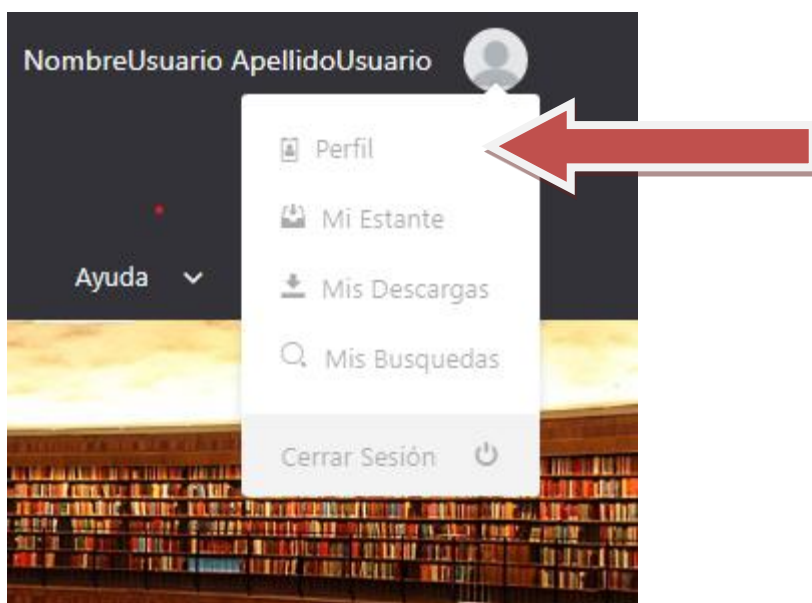 NombreUsuario ApellidoUsuario
Perfil
Mi Estante
Ayuda
Mis Descargas
Mis Busquedas
Cerrar Sesión